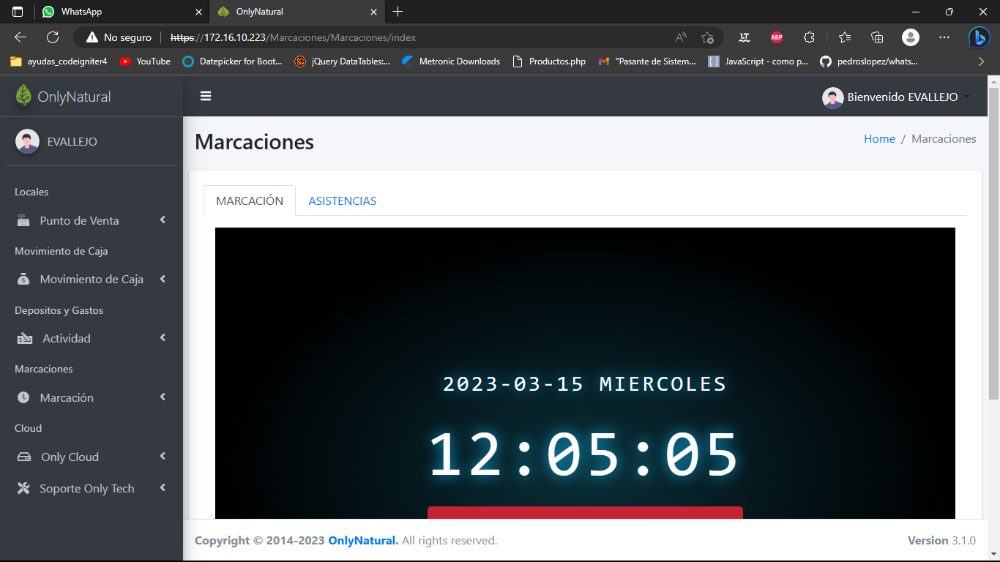 WhatsApp
OnlyNatural
No seguro
https://172.16.10.223/Marcaciones/Marcaciones/index
ABP
ayudas_codeigniter4
YouTube
Datepicker for Boot...
jQuery DataTables:...
Metronic Downloads
Productos.php
"Pasante de Sistem...
JavaScript - como p...
pedroslopez/whats...
OnlyNatural
Bienvenido EVALLEJO
EVALLEJO
Locales
Punto de Venta
Movimiento de Caja
Movimiento de Caja
Depositos y Gastos
Actividad
Marcaciones
Marcación
Cloud
Only Cloud
Soporte Only Tech
Marcaciones
Home / Marcaciones
MARCACIÓN
ASISTENCIAS
2023-03-15 MIERCOLES
12:05:05
Copyright © 2014-2023 OnlyNatural. All rights reserved.
Version 3.1.0